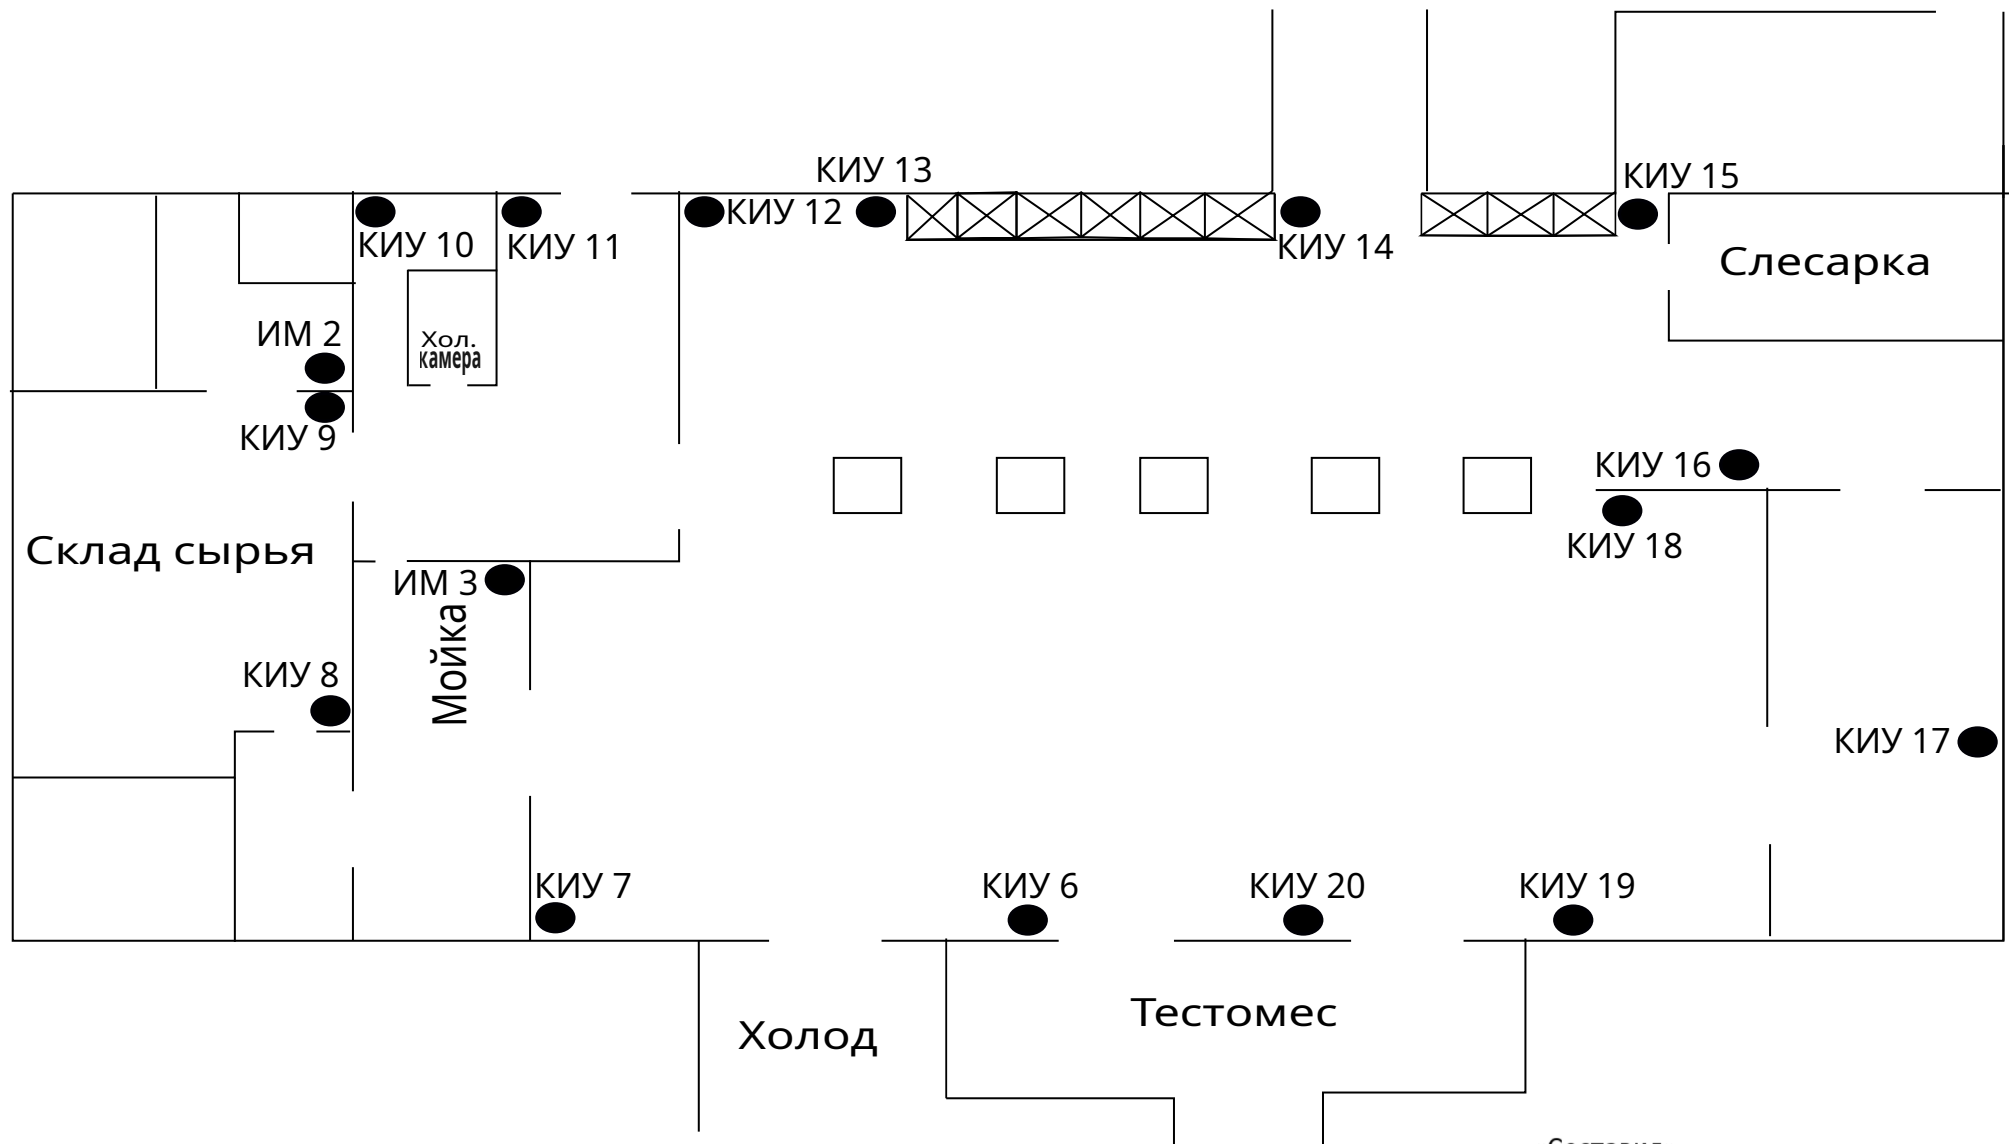 КИУ 13
КИУ 15
КИУ 12
КИУ 10
КИУ 11
КИУ 14
Слесарка
ИМ 2
Хол.
камера
КИУ 9
КИУ 16
Склад сырья
КИУ 18
ИМ 3
Мойка
КИУ 8
КИУ 17
КИУ 7
КИУ 6
КИУ 20
КИУ 19
Тестомес
Холод